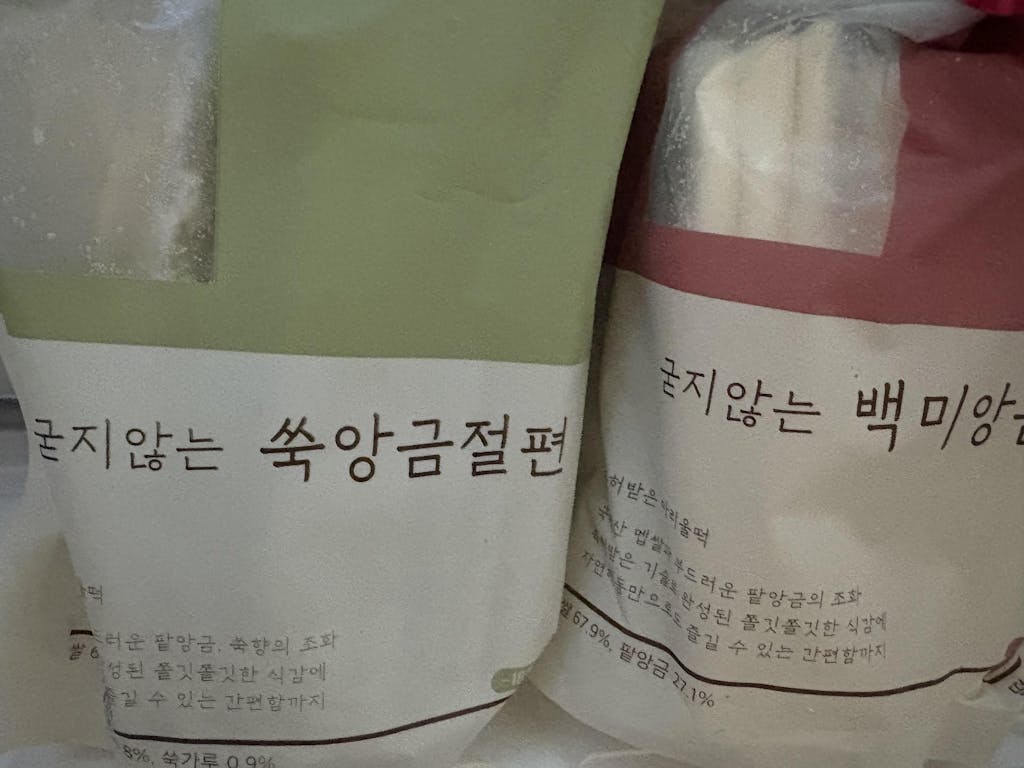 굳지않는 쑥앙금절편
떡
러운 팥앙금, 쑥향의 조화
성된 쫄깃쫄깃한 식감에
즐길 수 있는 간편함까지
쌀 6
8%, 쑥가루 0.9%
굳지않는 백미앙금
허받은 아리울떡
국산 멥쌀과 부드러운 팥앙금의 조화
특허받은 기술로 완성된 쫄깃쫄깃한 식감에
자연해동만으로도 즐길 수 있는 간편함까지
쌀 67.9%, 팥앙금 27.1%